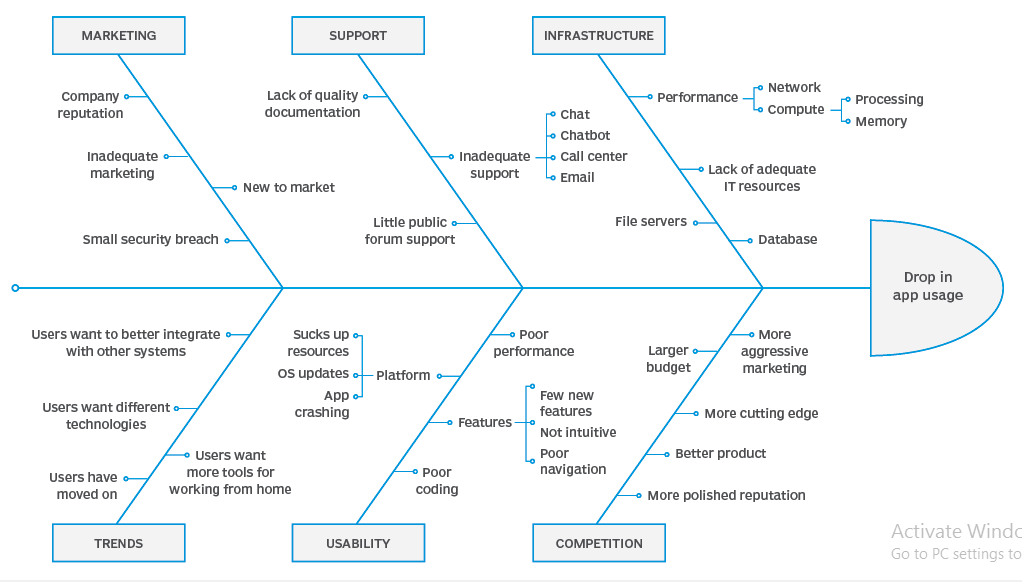 MARKETING
SUPPORT
INFRASTRUCTURE
Company
reputation
Inadequate
marketing
New to market
Small security breach
Lack of quality
documentation
Inadequate
support
Chat
Chatbot
Call center
Email
Little public
forum support
Performance
Network
Compute
Processing
Memory
Lack of adequate
IT resources
File servers
Database
Drop in
app usage
Users want to better integrate
with other systems
Users want different
technologies
Users want
more tools for
working from home
Users have
moved on
Sucks up
resources
OS updates
App
crashing
Platform
Poor
performance
Features
Few new
features
Not intuitive
Poor
navigation
Poor
coding
More
aggressive
marketing
Larger
budget
More cutting edge
Better product
More polished reputation
TRENDS
USABILITY
COMPETITION
Activate Windo
Go to PC settings to